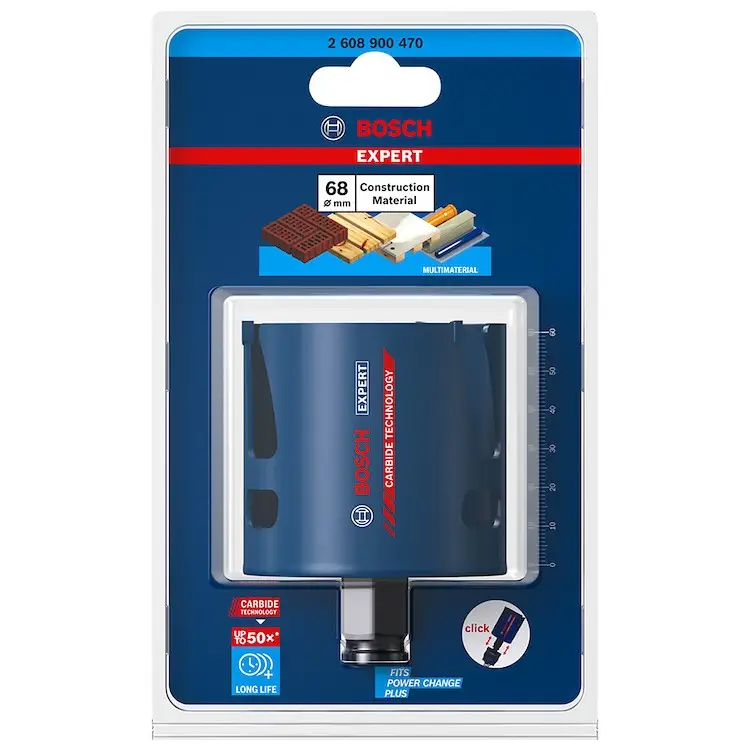 2 608 900 470
BOSCH
EXPERT
68
Ø mm
Construction
Material
MULTIMATERIAL
60
50
40
30
20
10
0
BOSCH EXPERT
CARBIDE TECHNOLOGY
CARBIDE
TECHNOLOGY
UP TO 50×*
LONG LIFE
click
FITS
POWER CHANGE
PLUS